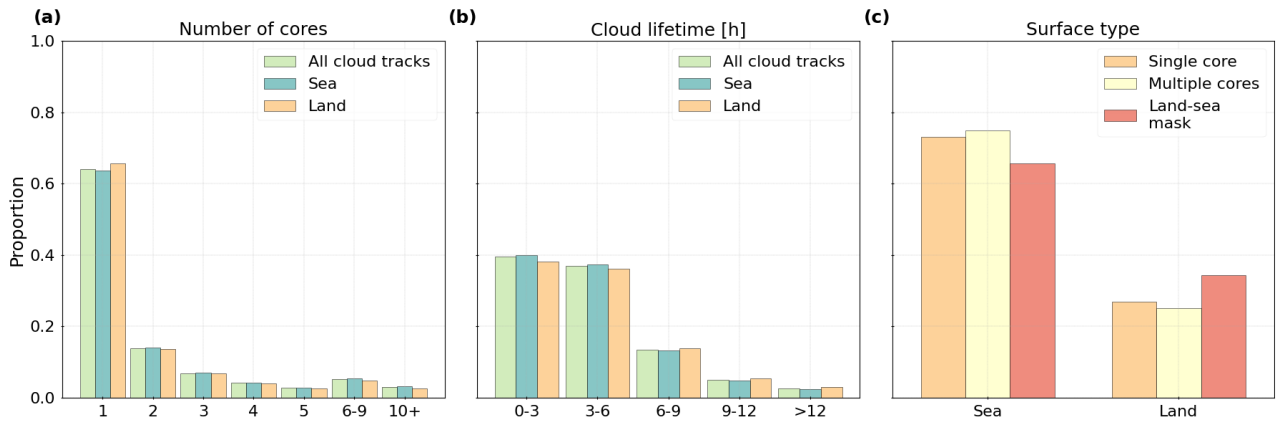 (a) Number of cores
Proportion
1.0
0.8
0.6
0.4
0.2
0.0
All cloud tracks
Sea
Land
1 2 3 4 5 6-9 10+
(b) Cloud lifetime [h]
All cloud tracks
Sea
Land
0-3 3-6 6-9 9-12 >12
(c) Surface type
Single core
Multiple cores
Land-sea
mask
Sea Land